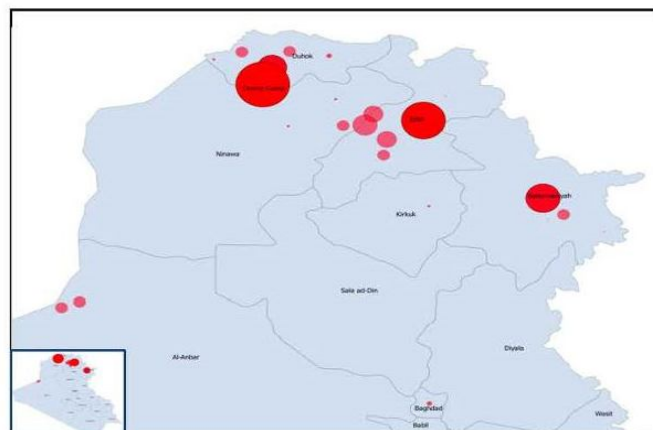 Duhok
Ninawa
Kirkuk
Sala ad-Din
Diyala
Al-Anbar
Baghdad
Babil
Wasit